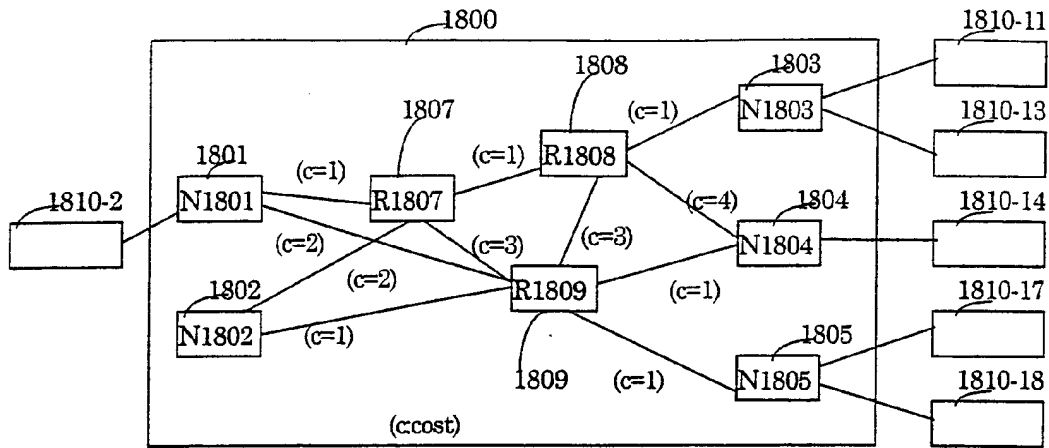 1800
1810-11
1808
1803
1807
(c=1)
N1803
1810-13
1801
(c=1)
(c=1)
R1808
1810-2
N1801
R1807
(c=4)
1804
1810-14
(c=2)
(c=3)
(c=3)
N1804
1802
(c=2)
R1809
(c=1)
1810-17
N1802
(c=1)
1805
1809
(c=1)
N1805
1810-18
(c:cost)